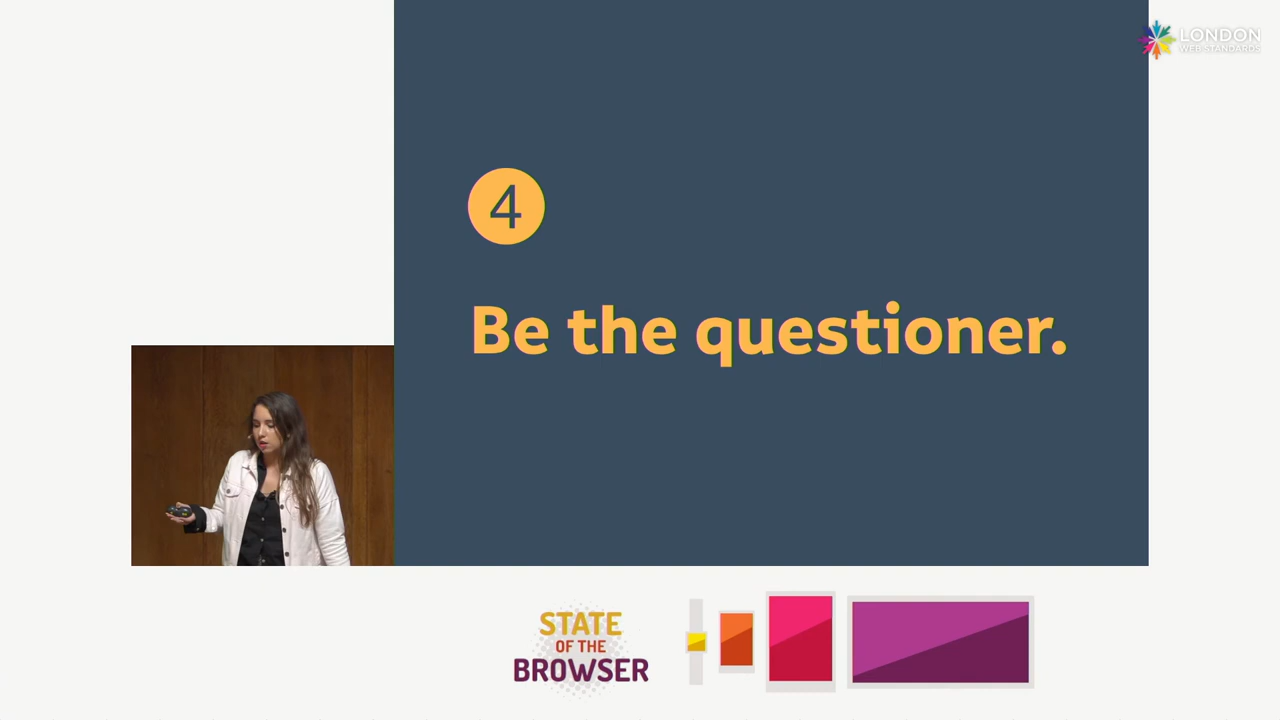 LONDON
WEB STANDARDS
4
Be the questioner.
STATE
OF THE
BROWSER